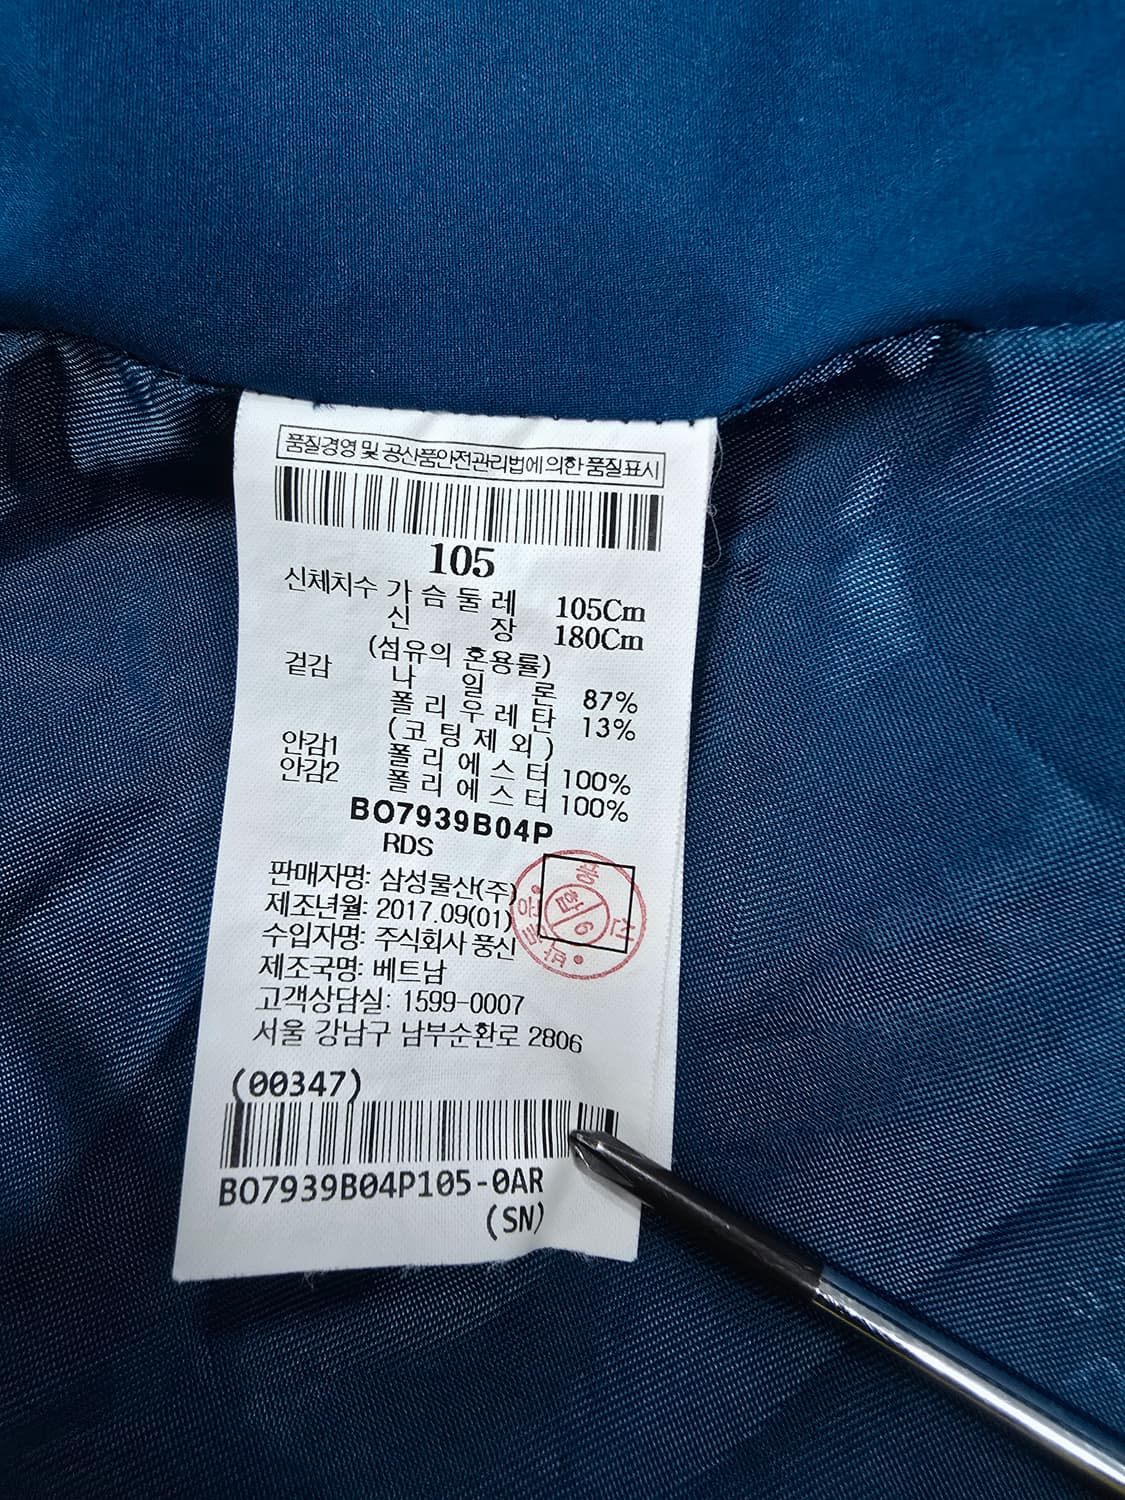 품질경영 및 공산품안전관리법에 의한 품질표시
105
신체치수 가슴둘레 105Cm
신장 180Cm
(섬유의 혼용률)
겉감 나일론 87%
폴리우레탄 13%
(코팅제외)
안감1 폴리에스터 100%
안감2 폴리에스터 100%
BO7939B04P
RDS
판매자명: 삼성물산(주)
제조년월: 2017.09(01)
수입자명: 주식회사 풍신
제조국명: 베트남
고객상담실: 1599-0007
서울 강남구 남부순환로 2806
풍신
합/6
(00347)
BO7939B04P105-0AR
(SN)